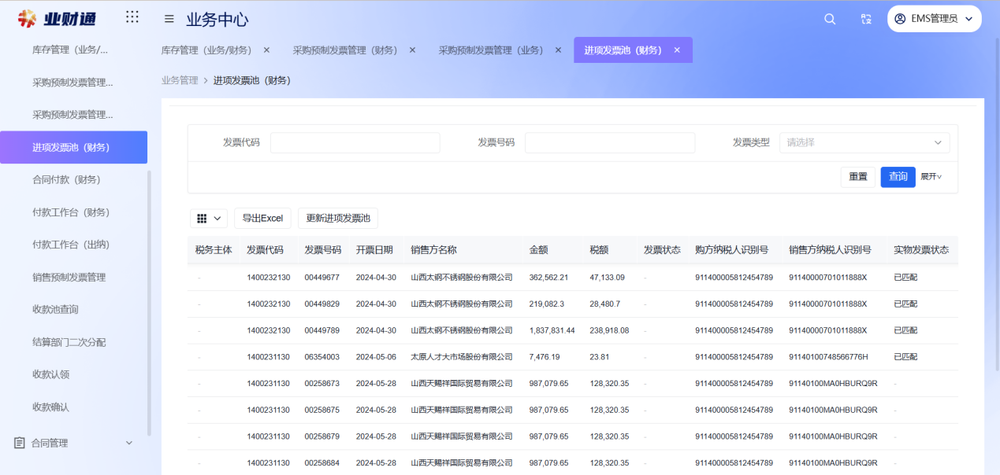 业财通
业务中心
EMS管理员
库存管理（业务/...
采购预制发票管理...
采购预制发票管理...
进项发票池（财务）
合同付款（财务）
付款工作台（财务）
付款工作台（出纳）
销售预制发票管理
收款池查询
结算部门二次分配
收款认领
收款确认
合同管理
库存管理（业务/财务） × 采购预制发票管理（财务） × 采购预制发票管理（业务） × 进项发票池（财务） ×
业务管理 > 进项发票池（财务）
发票代码 发票号码 发票类型 请选择
重置 查询 展开
导出Excel 更新进项发票池
税务主体 发票代码 发票号码 开票日期 销售方名称 金额 税额 发票状态 购方纳税人识别号 销售方纳税人识别号 实物发票状态
- 1400232130 00449677 2024-04-30 山西太钢不锈钢股份有限公司 362,562.21 47,133.09 - 911400005812454789 91140000701011888X 已匹配
- 1400232130 00449829 2024-04-30 山西太钢不锈钢股份有限公司 219,082.3 28,480.7 - 911400005812454789 91140000701011888X 已匹配
- 1400232130 00449789 2024-04-30 山西太钢不锈钢股份有限公司 1,837,831.44 238,918.08 - 911400005812454789 91140000701011888X 已匹配
- 1400231130 06354003 2024-05-06 太原人才大市场股份有限公司 7,476.19 23.81 - 911400005812454789 91140100748566776H 已匹配
- 1400231130 00258673 2024-05-28 山西天赐祥国际贸易有限公司 987,079.65 128,320.35 - 911400005812454789 91140100MA0HBURQ9R -
- 1400231130 00258675 2024-05-28 山西天赐祥国际贸易有限公司 987,079.65 128,320.35 - 911400005812454789 91140100MA0HBURQ9R -
- 1400231130 00258679 2024-05-28 山西天赐祥国际贸易有限公司 987,079.65 128,320.35 - 911400005812454789 91140100MA0HBURQ9R -
- 1400231130 00258684 2024-05-28 山西天赐祥国际贸易有限公司 987,079.65 128,320.35 - 911400005812454789 91140100MA0HBURQ9R -